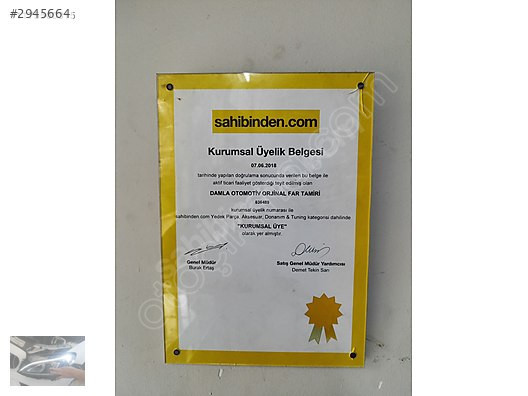 #2945664
sahibinden.com
Kurumsal Üyelik Belgesi
07.06.2018
tarihinde yapılan doğrulama sonucunda verilen bu belge ile
aktif ticari faaliyet gösterdiği teyit edilmiş olan
DAMLA OTOMOTİV ORJİNAL FAR TAMİRİ
kurumsal üyelik numarası ile
sahibinden.com Yedek Parça, Aksesuar, Donanım & Tuning kategorisi dahilinde
"KURUMSAL ÜYE"
olarak yer almıştır.
Genel Müdür
Burak Ertaş
Satış Genel Müdür Yardımcısı
Demet Tekin Sarı